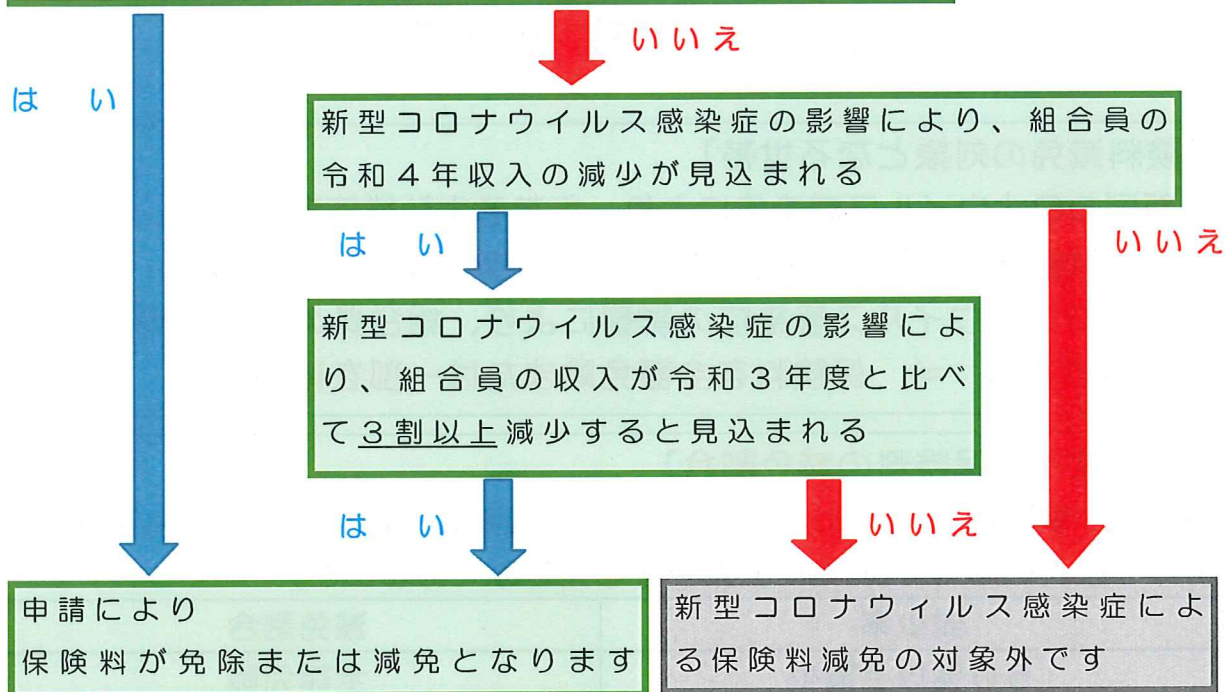 いいえ
はい
新型コロナウイルス感染症の影響により、組合員の
令和４年収入の減少が見込まれる
はい
いいえ
新型コロナウイルス感染症の影響によ
り、組合員の収入が令和３年度と比べ
て３割以上減少すると見込まれる
はい
いいえ
申請により
保険料が免除または減免となります
新型コロナウィルス感染症によ
る保険料減免の対象外です